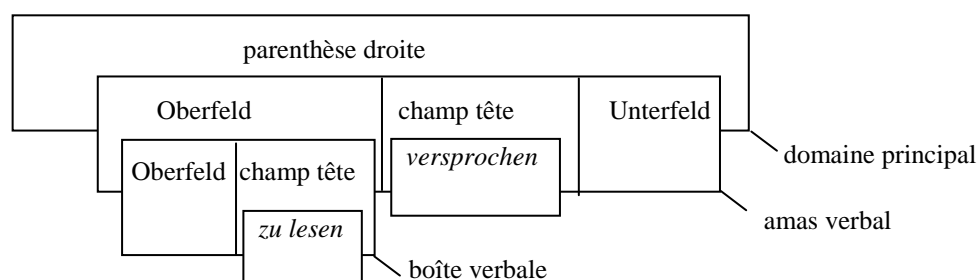 parenthèse droite
Oberfeld champ tête Unterfeld
versprochen
domaine principal
Oberfeld champ tête
amas verbal
zu lesen
boîte verbale